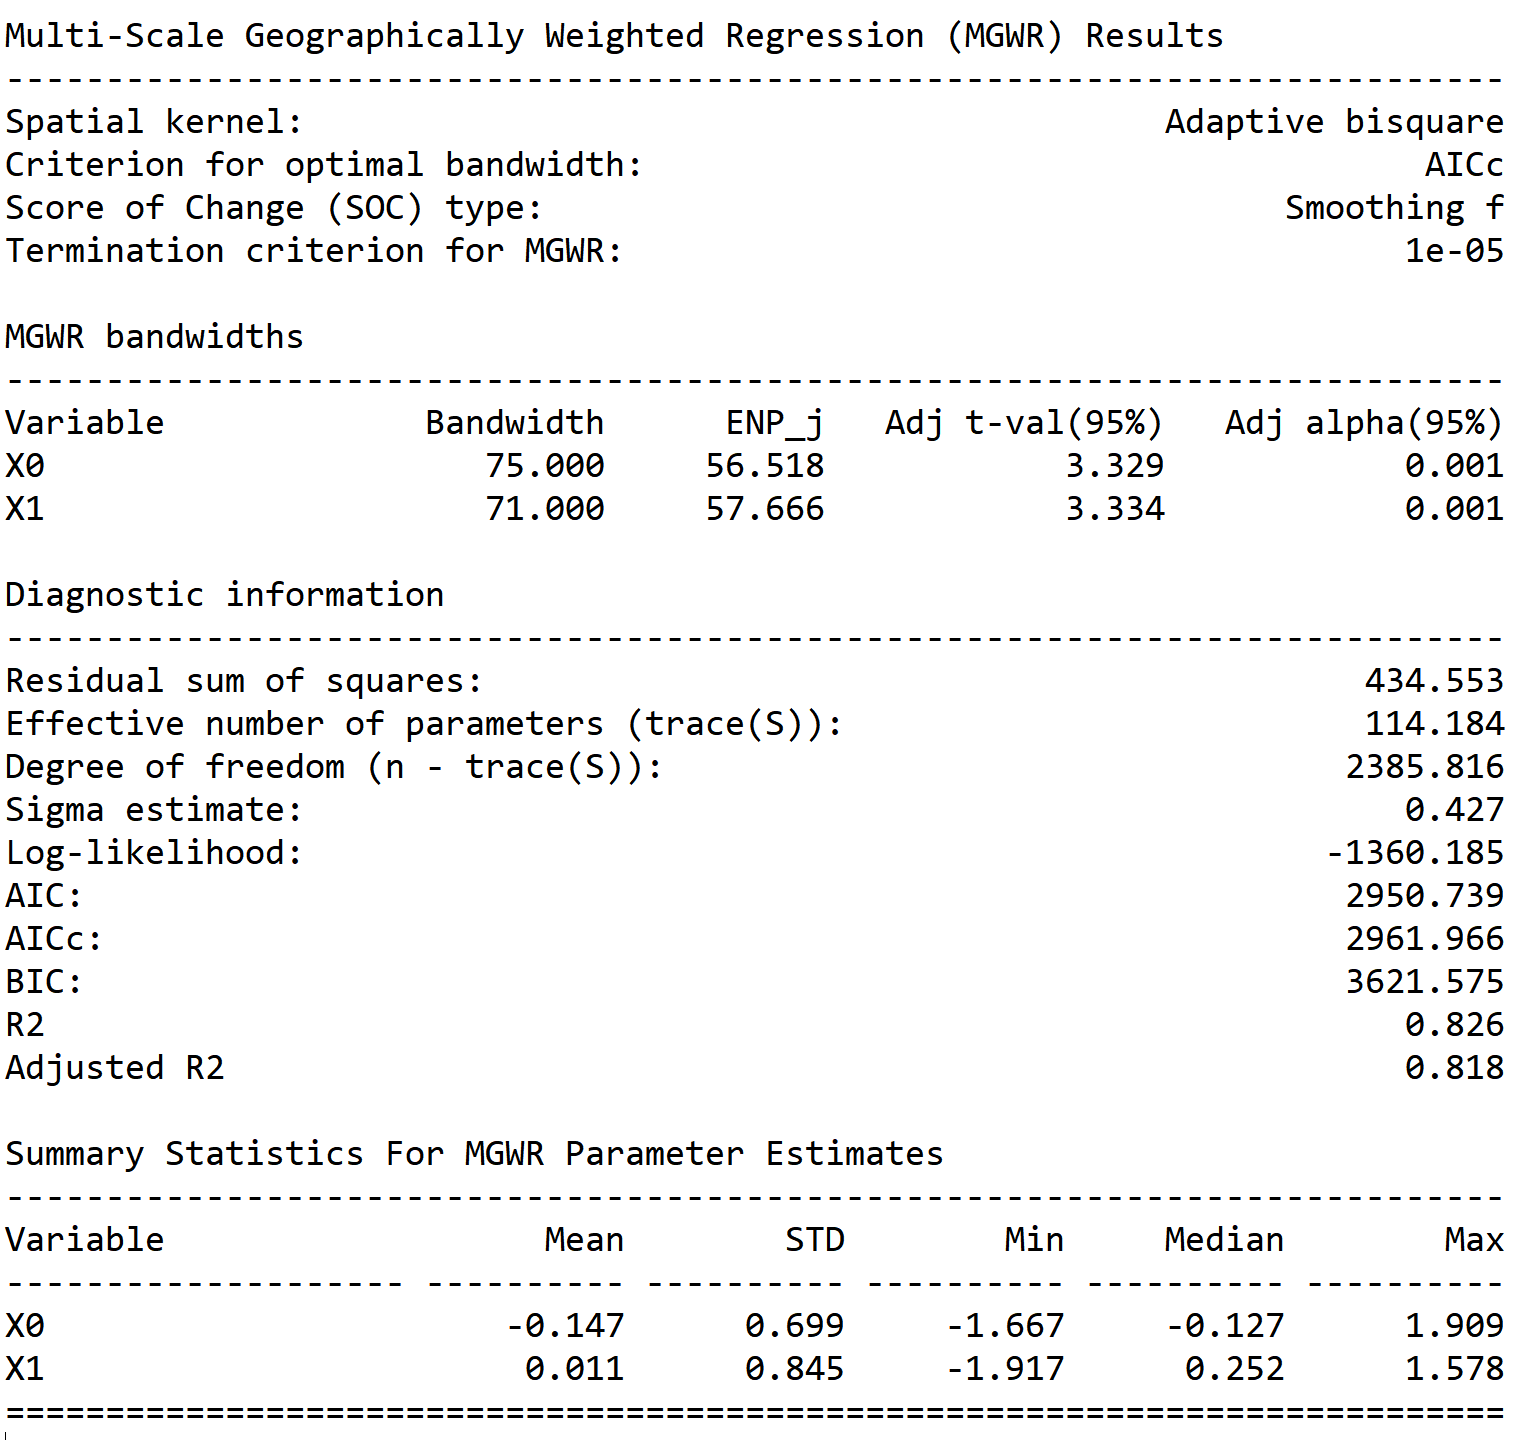 Multi-Scale Geographically Weighted Regression (MGWR) Results
---------------------------------------------------------------------------
Spatial kernel:                                           Adaptive bisquare
Criterion for optimal bandwidth:                                       AICc
Score of Change (SOC) type:                                     Smoothing f
Termination criterion for MGWR:                                       1e-05

MGWR bandwidths
---------------------------------------------------------------------------
Variable             Bandwidth      ENP_j   Adj t-val(95%)   Adj alpha(95%)
X0                      75.000     56.518            3.329            0.001
X1                      71.000     57.666            3.334            0.001

Diagnostic information
---------------------------------------------------------------------------
Residual sum of squares:                                            434.553
Effective number of parameters (trace(S)):                          114.184
Degree of freedom (n - trace(S)):                                  2385.816
Sigma estimate:                                                       0.427
Log-likelihood:                                                   -1360.185
AIC:                                                               2950.739
AICc:                                                              2961.966
BIC:                                                               3621.575
R2                                                                    0.826
Adjusted R2                                                           0.818

Summary Statistics For MGWR Parameter Estimates
---------------------------------------------------------------------------
Variable                   Mean        STD        Min     Median        Max
-------------------- ---------- ---------- ---------- ---------- ----------
X0                       -0.147      0.699     -1.667     -0.127      1.909
X1                        0.011      0.845     -1.917      0.252      1.578
===========================================================================